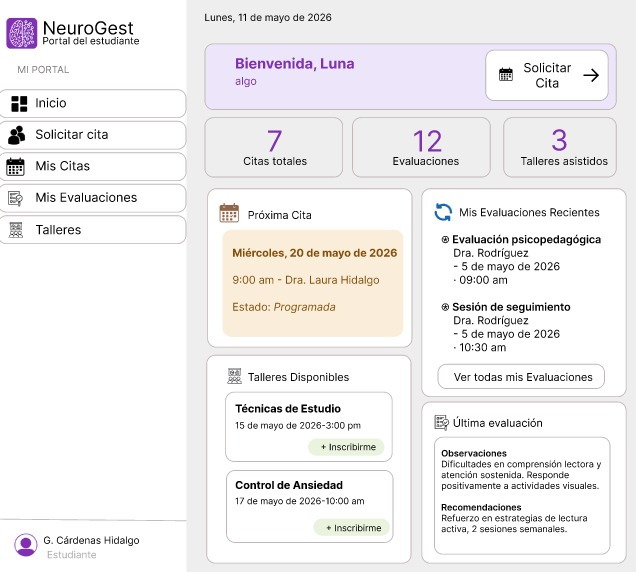 NeuroGest
Portal del estudiante
MI PORTAL
Inicio
Solicitar cita
Mis Citas
Mis Evaluaciones
Talleres
G. Cárdenas Hidalgo
Estudiante
Lunes, 11 de mayo de 2026
Bienvenida, Luna
algo
Solicitar
Cita
7
Citas totales
12
Evaluaciones
3
Talleres asistidos
Próxima Cita
Miércoles, 20 de mayo de 2026
9:00 am - Dra. Laura Hidalgo
Estado: Programada
Talleres Disponibles
Técnicas de Estudio
15 de mayo de 2026-3:00 pm
+ Inscribirme
Control de Ansiedad
17 de mayo de 2026-10:00 am
+ Inscribirme
Mis Evaluaciones Recientes
Evaluación psicopedagógica
Dra. Rodríguez
- 5 de mayo de 2026
· 09:00 am
Sesión de seguimiento
Dra. Rodríguez
- 5 de mayo de 2026
· 10:30 am
Ver todas mis Evaluaciones
Última evaluación
Observaciones
Dificultades en comprensión lectora y
atención sostenida. Responde
positivamente a actividades visuales.
Recomendaciones
Refuerzo en estrategias de lectura
activa, 2 sesiones semanales.